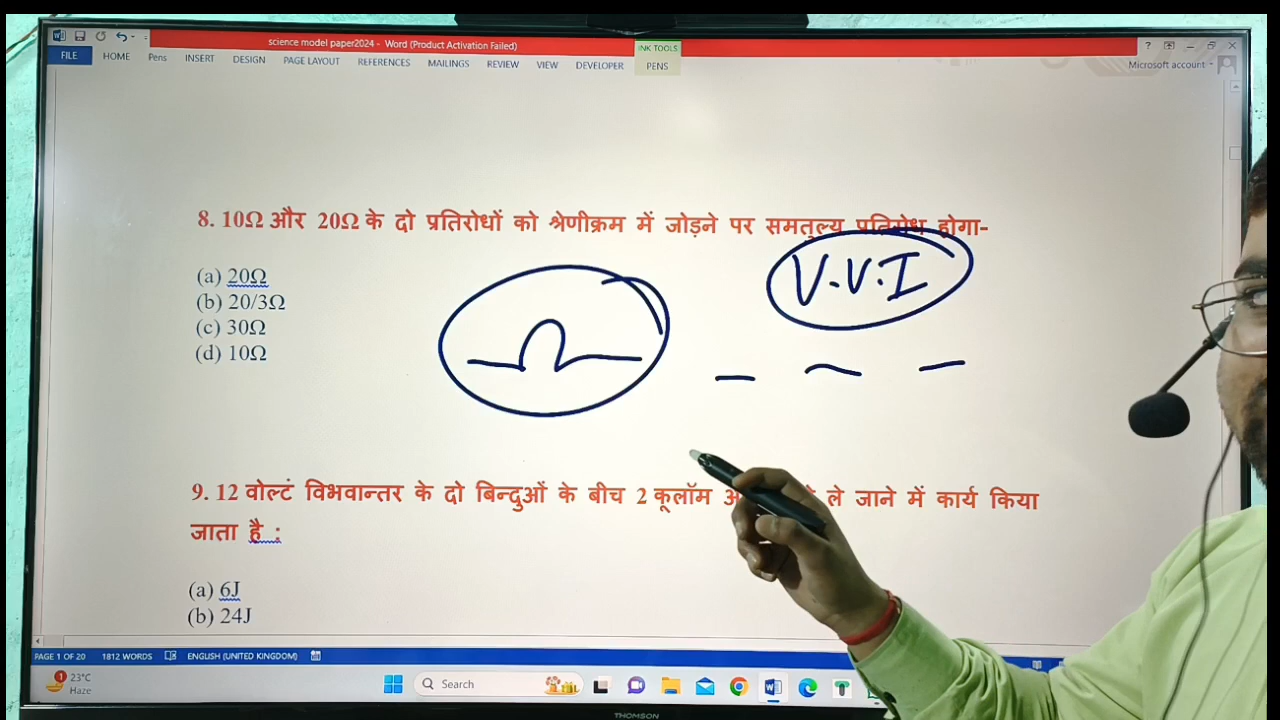 science model paper2024 - Word (Product Activation Failed)
INK TOOLS
FILE HOME Pens INSERT DESIGN PAGE LAYOUT REFERENCES MAILINGS REVIEW VIEW DEVELOPER PENS
Microsoft account
8. 10Ω और 20Ω के दो प्रतिरोधों को श्रेणीक्रम में जोड़ने पर समतुल्य प्रतिरोध होगा-
V.V.I
(a) 20Ω
(b) 20/3Ω
(c) 30Ω
(d) 10Ω
Ω
9. 12 वोल्टं विभवान्तर के दो बिन्दुओं के बीच 2 कूलॉम ले जाने में कार्य किया
जाता है :
(a) 6J
(b) 24J
PAGE 1 OF 20 1812 WORDS ENGLISH (UNITED KINGDOM)
1
23°C
Haze
Search
THOMSON